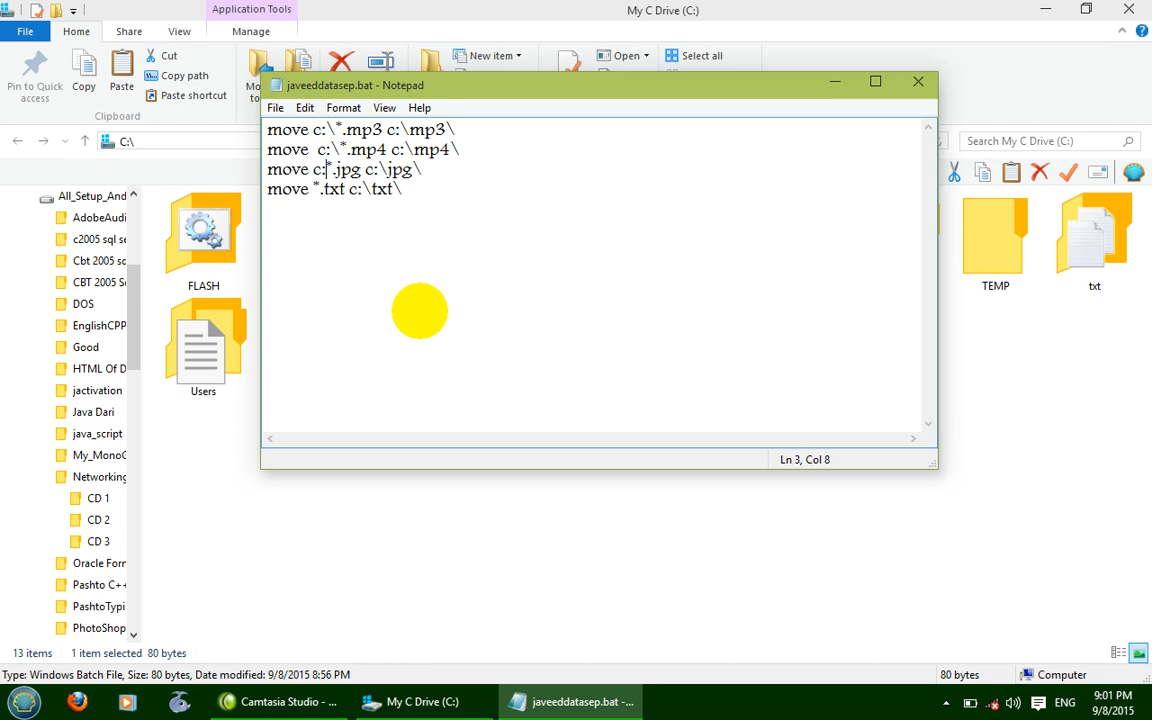 Application Tools
My C Drive (C:)
File
Home
Share
View
Manage
Pin to Quick access
Copy
Paste
Cut
Copy path
Paste shortcut
Clipboard
New item
Open
Select all
C:\
Search My C Drive (C:)
javeeddatasep.bat - Notepad
File Edit Format View Help
move c:\*.mp3 c:\mp3\
move  c:\*.mp4 c:\mp4\
move c:*.jpg c:\jpg\
move *.txt c:\txt\
Ln 3, Col 8
All_Setup_And
AdobeAudi
c2005 sql se
Cbt 2005 sc
CBT 2005 S
DOS
EnglishCPP
Good
HTML Of D
jactivation
Java Dari
java_script
My_MonoG
Networking
CD 1
CD 2
CD 3
Oracle Forn
Pashto C++
PashtoTypi
PhotoShop
FLASH
Users
TEMP
txt
13 items
1 item selected 80 bytes
Type: Windows Batch File, Size: 80 bytes, Date modified: 9/8/2015 8:56 PM
80 bytes
Computer
Camtasia Studio - ...
My C Drive (C:)
javeeddatasep.bat -...
ENG
9:01 PM
9/8/2015